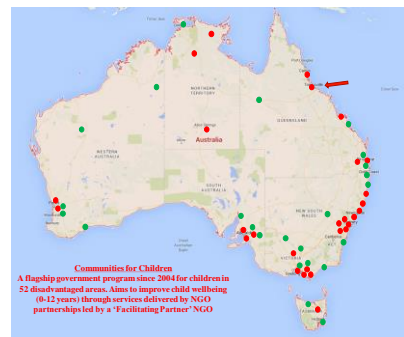 NORTHERN
TERRITORY
QUEENSLAND
Australia
WESTERN
AUSTRALIA
SOUTH
AUSTRALIA
NEW SOUTH
WALES
VICTORIA
Communities for Children
A flagship government program since 2004 for children in
52 disadvantaged areas. Aims to improve child wellbeing
(0-12 years) through services delivered by NGO
partnerships led by a ‘Facilitating Partner’ NGO